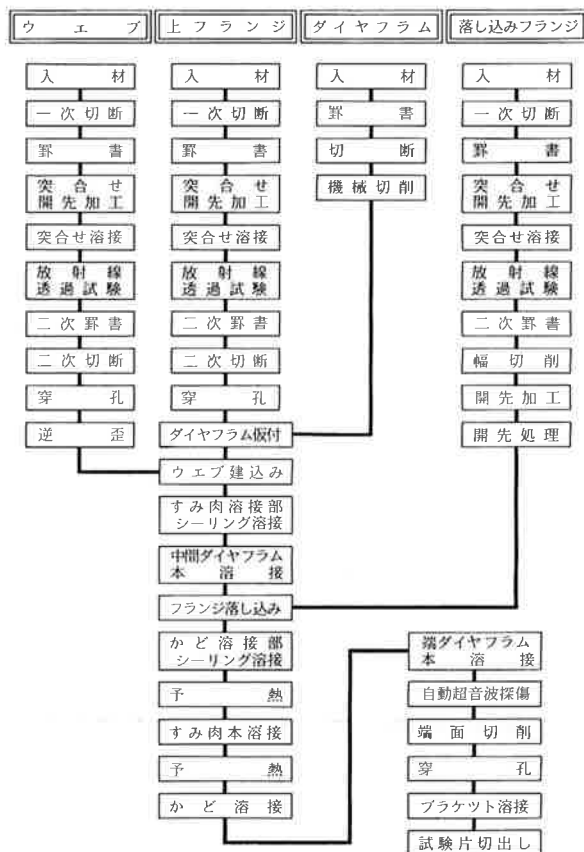 ウエブ
上フランジ
ダイヤフラム
落し込みフランジ
入材
一次切断
罫書
突合せ
開先加工
突合せ溶接
放射線
透過試験
二次罫書
二次切断
穿孔
逆歪
入材
一次切断
罫書
突合せ
開先加工
突合せ溶接
放射線
透過試験
二次罫書
二次切断
穿孔
ダイヤフラム仮付
ウエブ建込み
すみ肉溶接部
シーリング溶接
中間ダイヤフラム
本溶接
フランジ落し込み
かど溶接部
シーリング溶接
予熱
すみ肉本溶接
予熱
かど溶接
入材
罫書
切断
機械切削
入材
一次切断
罫書
突合せ
開先加工
突合せ溶接
放射線
透過試験
二次罫書
幅切削
開先加工
開先処理
端ダイヤフラム
本溶接
自動超音波探傷
端面切削
穿孔
ブラケット溶接
試験片切出し